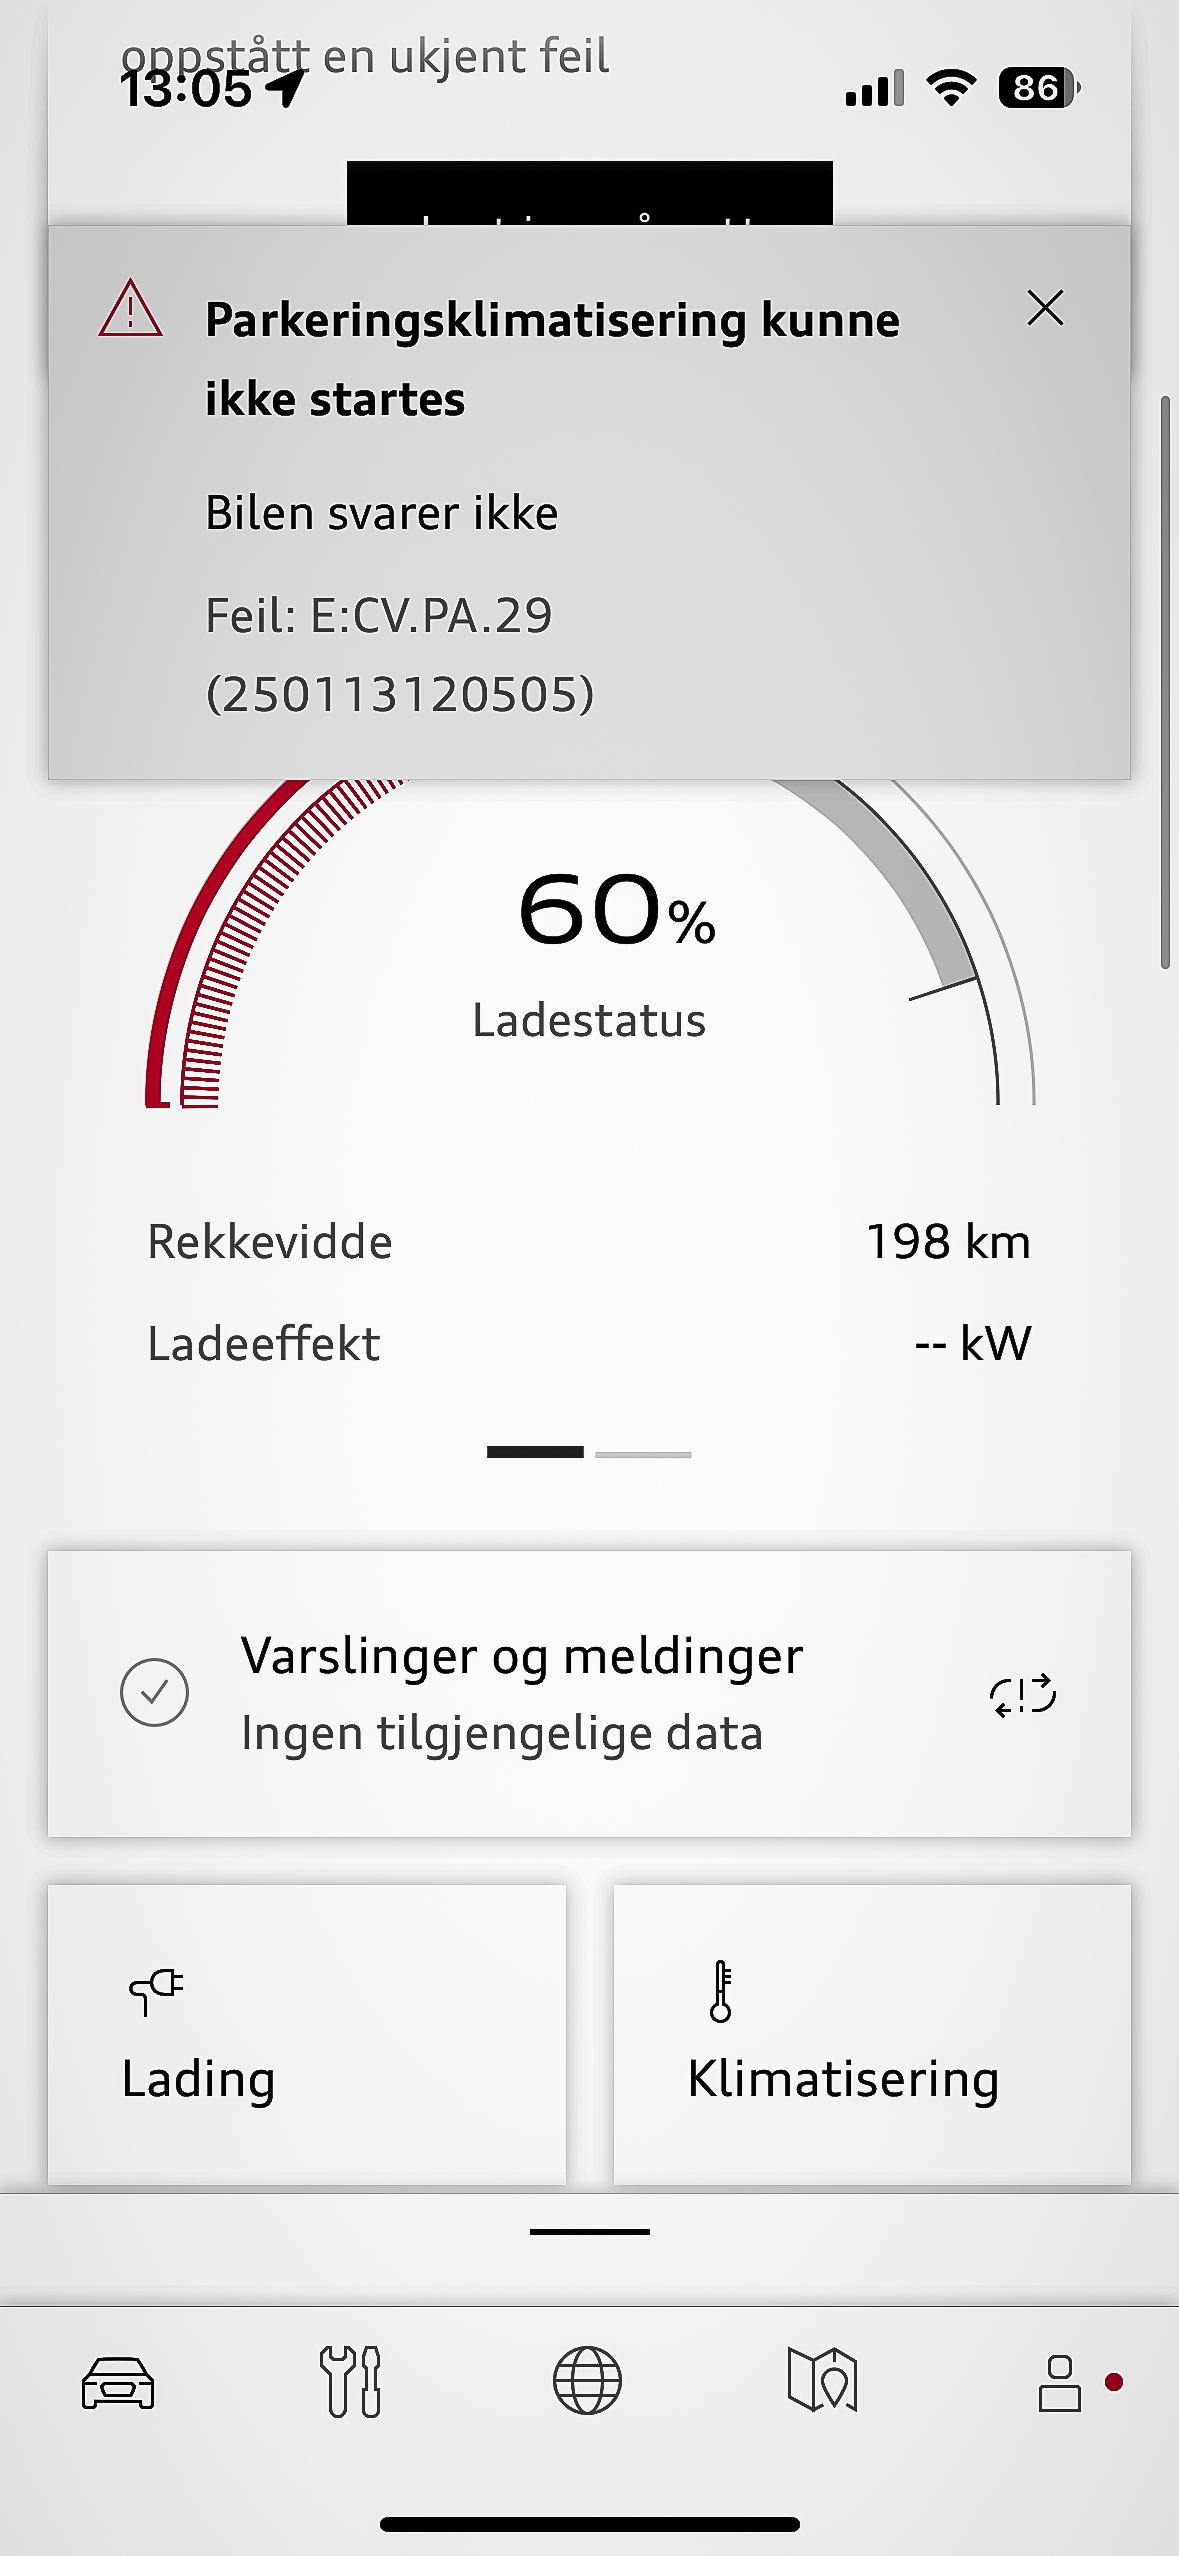 oppstått en ukjent feil
13:05
86
Parkeringsklimatisering kunne
ikke startes
Bilen svarer ikke
Feil: E:CV.PA.29
(250113120505)
60%
Ladestatus
Rekkevidde 198 km
Ladeeffekt -- kW
Varslinger og meldinger
Ingen tilgjengelige data
Lading
Klimatisering